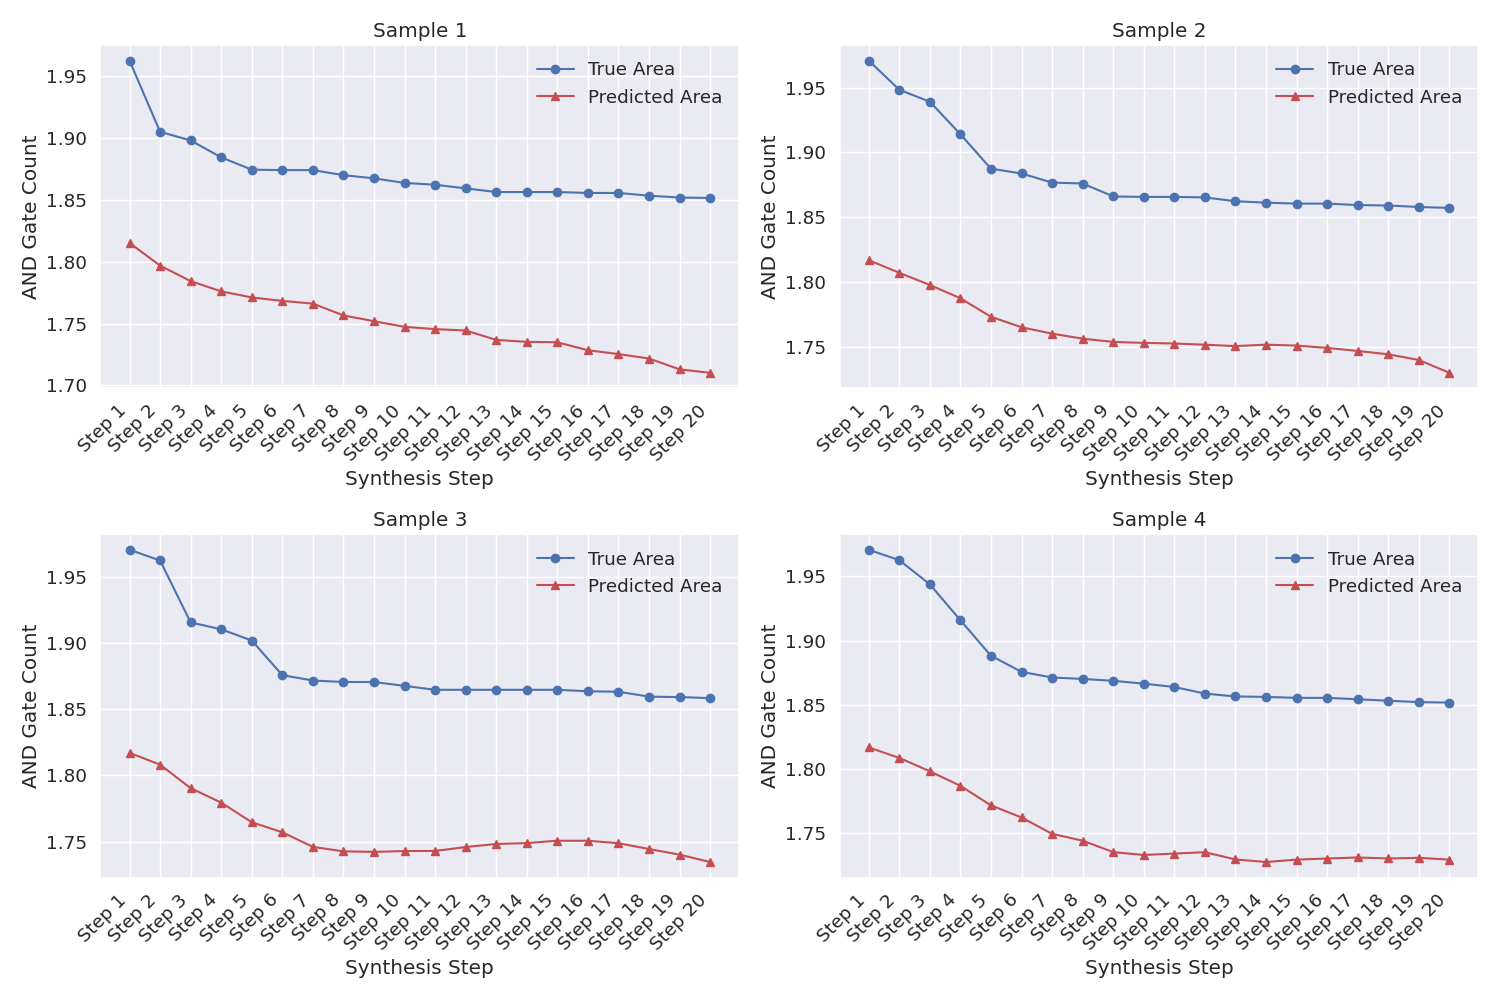 Sample 1
True Area
Predicted Area
AND Gate Count
1.95
1.90
1.85
1.80
1.75
1.70
Step 1
Step 2
Step 3
Step 4
Step 5
Step 6
Step 7
Step 8
Step 9
Step 10
Step 11
Step 12
Step 13
Step 14
Step 15
Step 16
Step 17
Step 18
Step 19
Step 20
Synthesis Step
Sample 2
True Area
Predicted Area
AND Gate Count
1.95
1.90
1.85
1.80
1.75
Step 1
Step 2
Step 3
Step 4
Step 5
Step 6
Step 7
Step 8
Step 9
Step 10
Step 11
Step 12
Step 13
Step 14
Step 15
Step 16
Step 17
Step 18
Step 19
Step 20
Synthesis Step
Sample 3
True Area
Predicted Area
AND Gate Count
1.95
1.90
1.85
1.80
1.75
Step 1
Step 2
Step 3
Step 4
Step 5
Step 6
Step 7
Step 8
Step 9
Step 10
Step 11
Step 12
Step 13
Step 14
Step 15
Step 16
Step 17
Step 18
Step 19
Step 20
Synthesis Step
Sample 4
True Area
Predicted Area
AND Gate Count
1.95
1.90
1.85
1.80
1.75
Step 1
Step 2
Step 3
Step 4
Step 5
Step 6
Step 7
Step 8
Step 9
Step 10
Step 11
Step 12
Step 13
Step 14
Step 15
Step 16
Step 17
Step 18
Step 19
Step 20
Synthesis Step